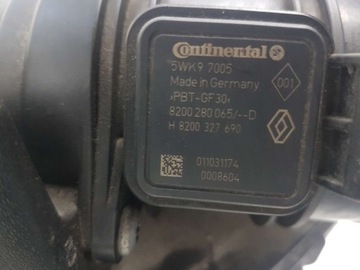 Continental
5WK9 7005
Made in Germany
001
>PBT-GF30<
8200 280 065/--D
H 8200 327 690
011031174
0008604